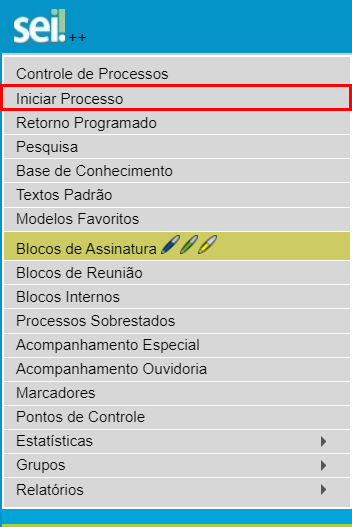 sei! ++
Controle de Processos
Iniciar Processo
Retorno Programado
Pesquisa
Base de Conhecimento
Textos Padrão
Modelos Favoritos
Blocos de Assinatura
Blocos de Reunião
Blocos Internos
Processos Sobrestados
Acompanhamento Especial
Acompanhamento Ouvidoria
Marcadores
Pontos de Controle
Estatísticas
Grupos
Relatórios